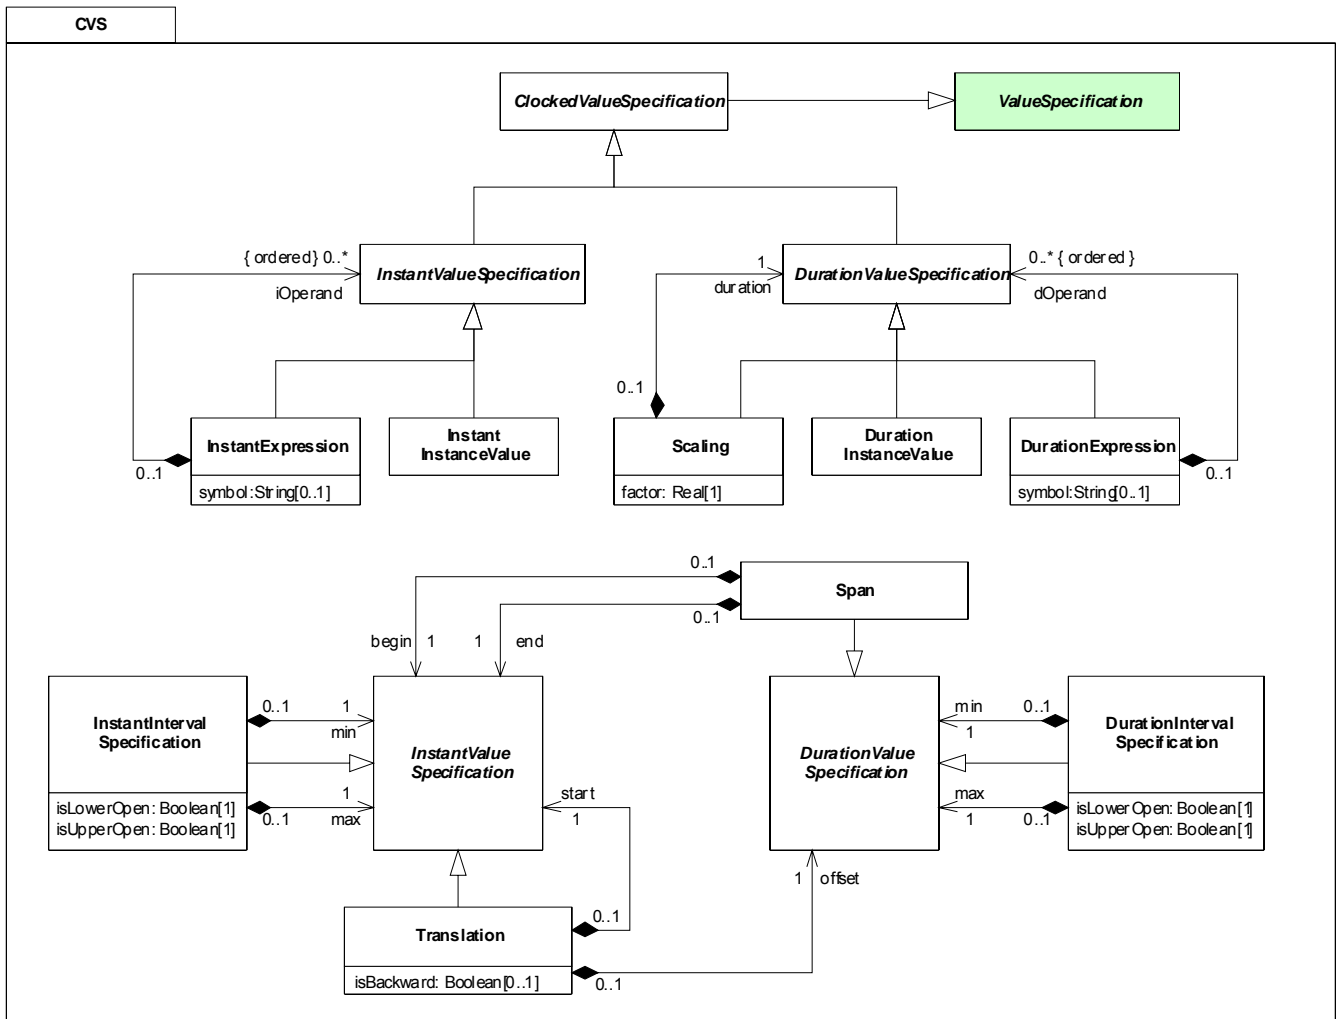 CVS
ClockedValueSpecification
ValueSpecification
{ ordered} 0..*
iOperand
InstantValueSpecification
1
duration
DurationValueSpecification
0..* { ordered }
dOperand
0..1
InstantExpression
symbol:String[0..1]
0..1
Instant
InstanceValue
Scaling
factor: Real[1]
Duration
InstanceValue
DurationExpression
symbol:String[0..1]
0..1
0..1
0..1
Span
begin
1
1
end
InstantInterval
Specification
isLowerOpen: Boolean[1]
isUpperOpen: Boolean[1]
0..1
1
min
0..1
1
max
InstantValue
Specification
start
1
DurationValue
Specification
min
1
0..1
max
1
0..1
DurationInterval
Specification
isLowerOpen: Boolean[1]
isUpperOpen: Boolean[1]
1
offset
Translation
isBackward: Boolean[0..1]
0..1
0..1